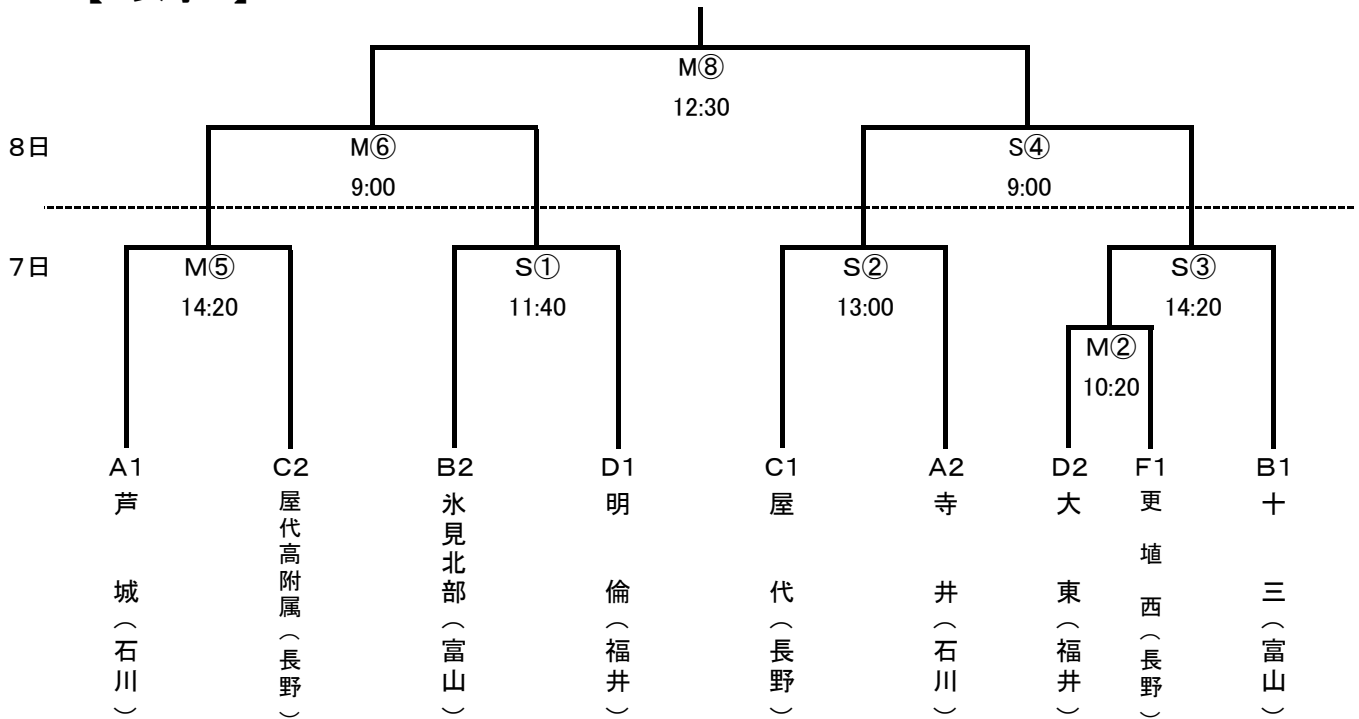 M⑧
12:30
8日
M⑥
S④
9:00
9:00
7日
M⑤
S①
S②
S③
14:20
11:40
13:00
14:20
M②
10:20
A1
C2
B2
D1
C1
A2
D2
F1
B1
芦城（石川）
屋代高附属（長野）
氷見北部（富山）
明倫（福井）
屋代（長野）
寺井（石川）
大東（福井）
更埴西（長野）
十三（富山）